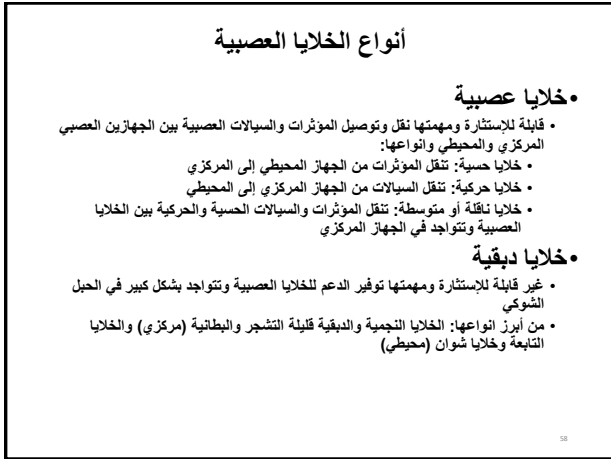 أنواع الخلايا العصبية
•خلايا عصبية
• قابلة للإستثارة ومهمتها نقل وتوصيل المؤثرات والسيالات العصبية بين الجهازين العصبي
المركزي والمحيطي وانواعها:
• خلايا حسية: تنقل المؤثرات من الجهاز المحيطي إلى المركزي
• خلايا حركية: تنقل السيالات من الجهاز المركزي إلى المحيطي
• خلايا ناقلة أو متوسطة: تنقل المؤثرات والسيالات الحسية والحركية بين الخلايا
العصبية وتتواجد في الجهاز المركزي
•خلايا دبقية
• غير قابلة للإستثارة ومهمتها توفير الدعم للخلايا العصبية وتتواجد بشكل كبير في الحبل
الشوكي
• من أبرز انواعها: الخلايا النجمية والدبقية قليلة التشجر والبطانية (مركزي) والخلايا
التابعة وخلايا شوان (محيطي)
58